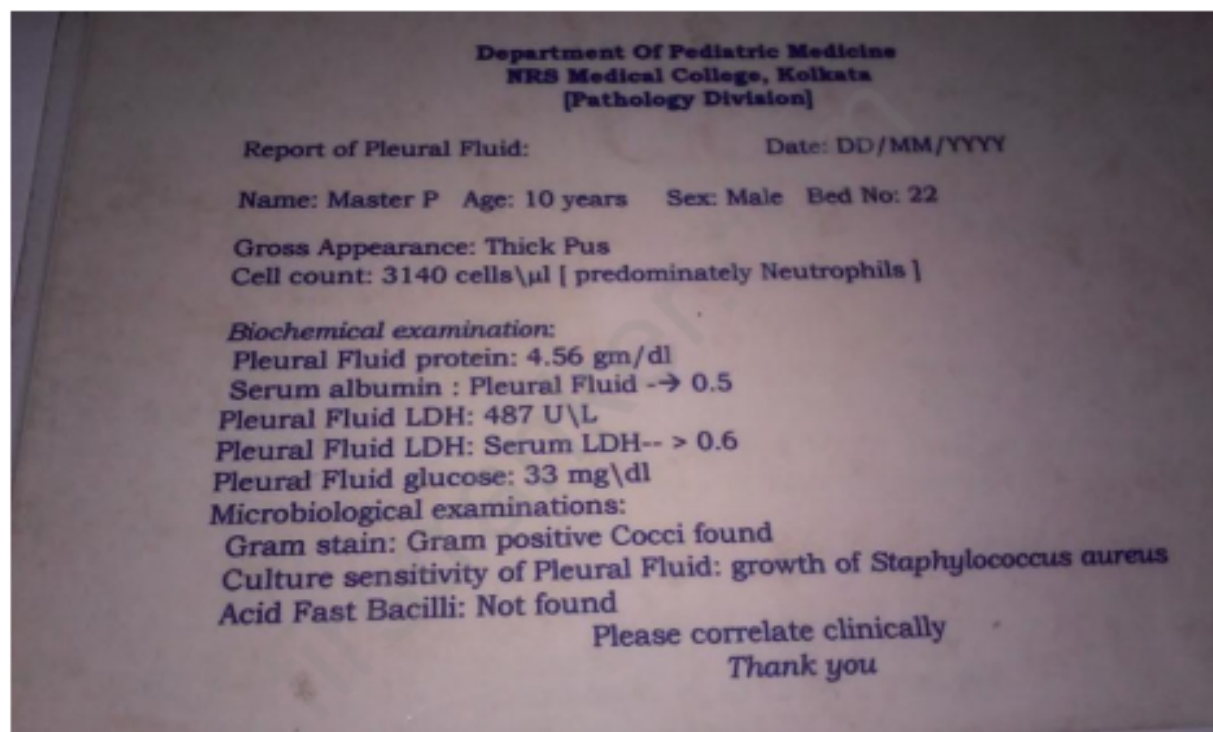 Department Of Pediatric Medicine
NRS Medical College, Kolkata
[Pathology Division]
Report of Pleural Fluid: Date: DD/MM/YYYY
Name: Master P Age: 10 years Sex: Male Bed No: 22
Gross Appearance: Thick Pus
Cell count: 3140 cells\µl [ predominately Neutrophils ]
Biochemical examination:
Pleural Fluid protein: 4.56 gm/dl
Serum albumin : Pleural Fluid -→ 0.5
Pleural Fluid LDH: 487 U\L
Pleural Fluid LDH: Serum LDH-- > 0.6
Pleural Fluid glucose: 33 mg\dl
Microbiological examinations:
Gram stain: Gram positive Cocci found
Culture sensitivity of Pleural Fluid: growth of Staphylococcus aureus
Acid Fast Bacilli: Not found
Please correlate clinically
Thank you